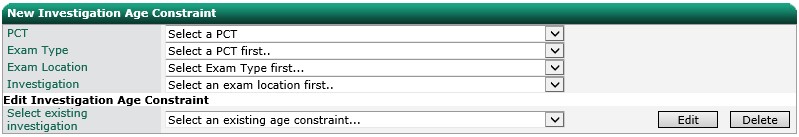 New Investigation Age Constraint
PCT Select a PCT
Exam Type Select a PCT first..
Exam Location Select Exam Type first...
Investigation Select an exam location first..
Edit Investigation Age Constraint
Select existing
investigation Select an existing age constraint... Edit Delete